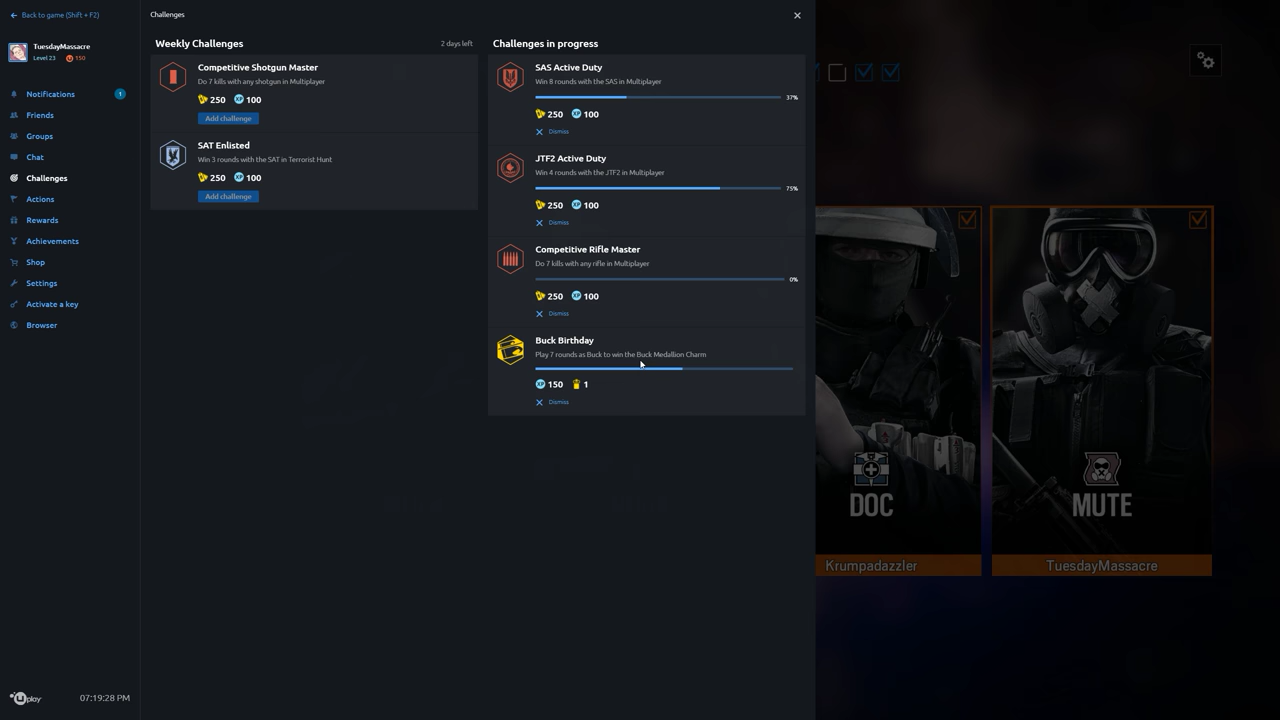 Back to game (Shift + F2)
TuesdayMassacre
Level 23 150
Notifications 1
Friends
Groups
Chat
Challenges
Actions
Rewards
Achievements
Shop
Settings
Activate a key
Browser
Uplay 07:19:28 PM
Challenges
Weekly Challenges 2 days left
Competitive Shotgun Master
Do 7 kills with any shotgun in Multiplayer
250 XP 100
Add challenge
SAT Enlisted
Win 3 rounds with the SAT in Terrorist Hunt
250 XP 100
Add challenge
Challenges in progress
SAS Active Duty
Win 8 rounds with the SAS in Multiplayer
37%
250 XP 100
Dismiss
JTF2 Active Duty
Win 4 rounds with the JTF2 in Multiplayer
75%
250 XP 100
Dismiss
Competitive Rifle Master
Do 7 kills with any rifle in Multiplayer
0%
250 XP 100
Dismiss
Buck Birthday
Play 7 rounds as Buck to win the Buck Medallion Charm
XP 150 1
Dismiss
DOC
Krumpadazzler
MUTE
TuesdayMassacre